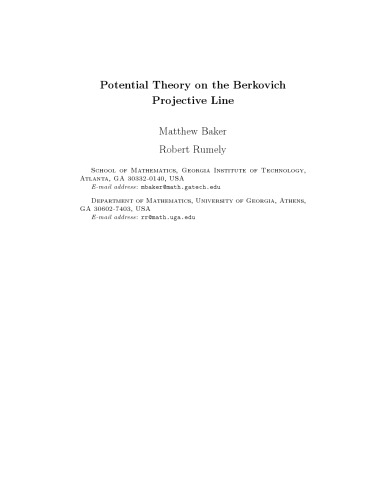 Potential Theory on the Berkovich
Projective Line
Matthew Baker
Robert Rumely
School of Mathematics, Georgia Institute of Technology,
Atlanta, GA 30332-0140, USA
E-mail address: mbaker@math.gatech.edu
Department of Mathematics, University of Georgia, Athens,
GA 30602-7403, USA
E-mail address: rr@math.uga.edu